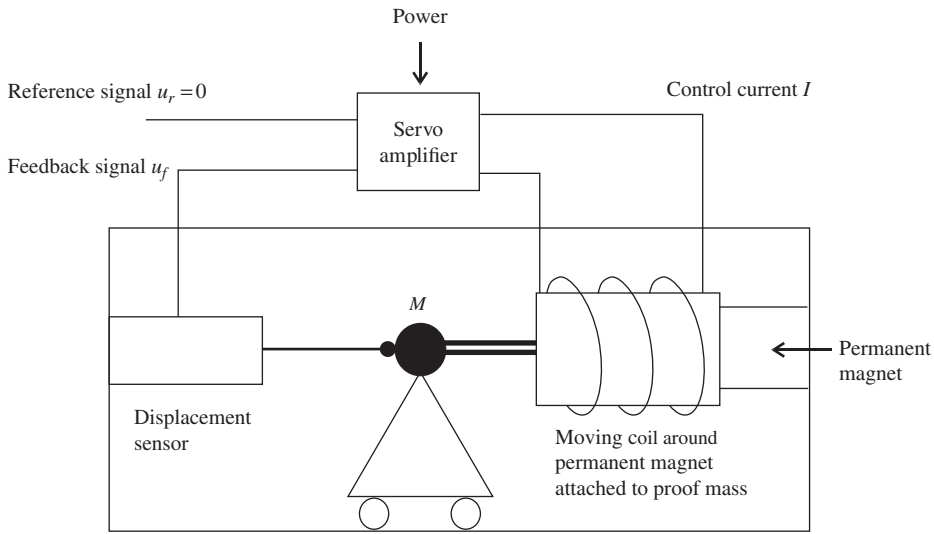 Power
Reference signal u_r = 0
Control current I
Servo
amplifier
Feedback signal u_f
M
Permanent
magnet
Displacement
sensor
Moving coil around
permanent magnet
attached to proof mass